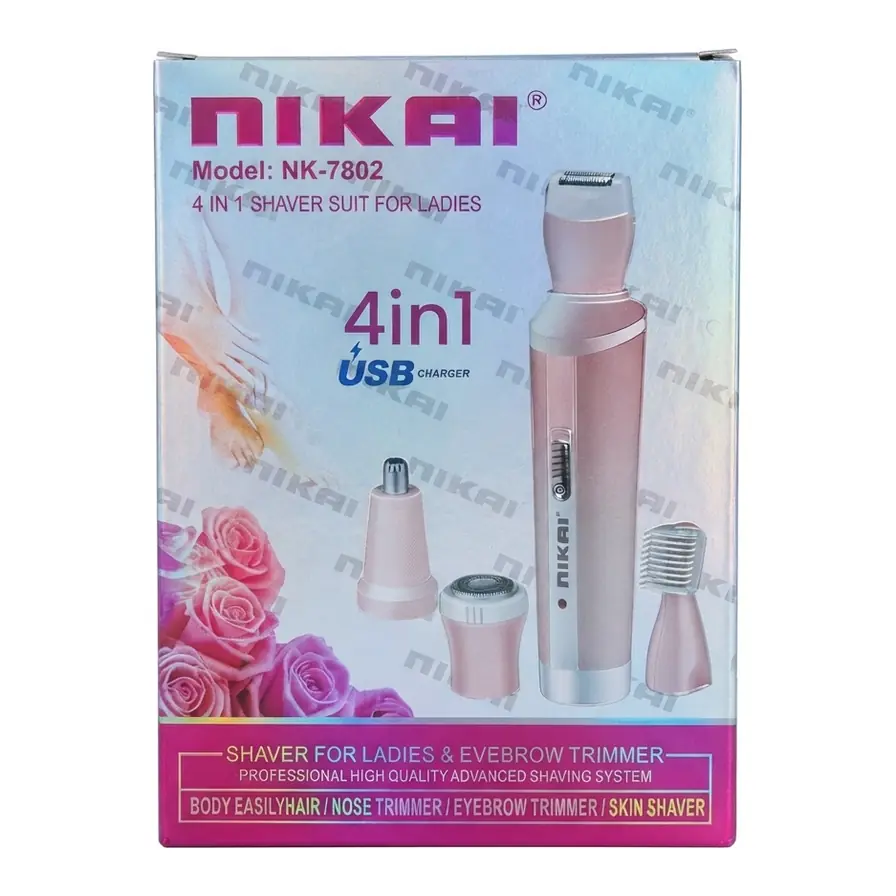 NIKAI®
Model: NK-7802
4 IN 1 SHAVER SUIT FOR LADIES
4in1
USB CHARGER
NIKAI
SHAVER FOR LADIES & EVEBROW TRIMMER
PROFESSIONAL HIGH QUALITY ADVANCED SHAVING SYSTEM
BODY EASILYHAIR / NOSE TRIMMER / EYEBROW TRIMMER / SKIN SHAVER